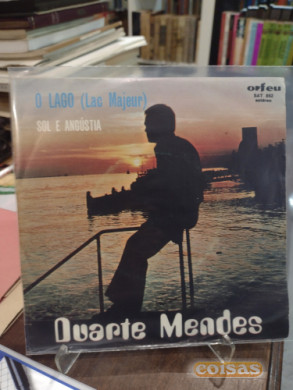 O LAGO (Lac Majeur)
SOL E ANGÚSTIA
orfeu
Duarte Mendes
coisas